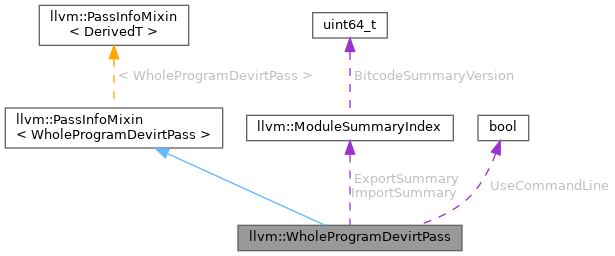 llvm::PassInfoMixin
< DerivedT >
uint64_t
< WholeProgramDevirtPass >
BitcodeSummaryVersion
llvm::PassInfoMixin
< WholeProgramDevirtPass >
llvm::ModuleSummaryIndex
bool
ExportSummary
ImportSummary
UseCommandLine
llvm::WholeProgramDevirtPass